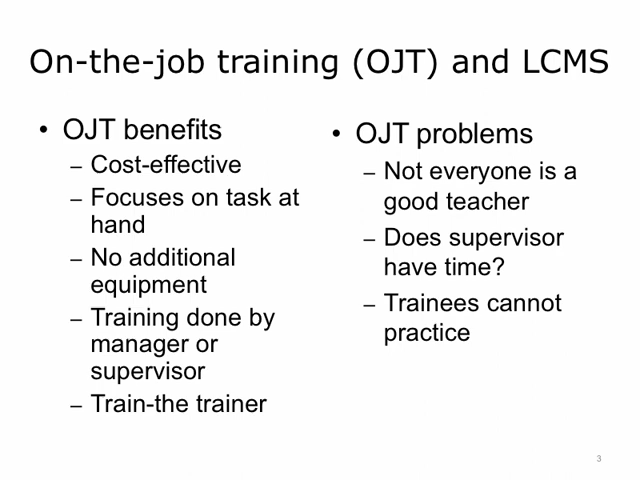 On-the-job training (OJT) and LCMS
• OJT benefits
– Cost-effective
– Focuses on task at
hand
– No additional
equipment
– Training done by
manager or
supervisor
– Train-the trainer
• OJT problems
– Not everyone is a
good teacher
– Does supervisor
have time?
– Trainees cannot
practice
3